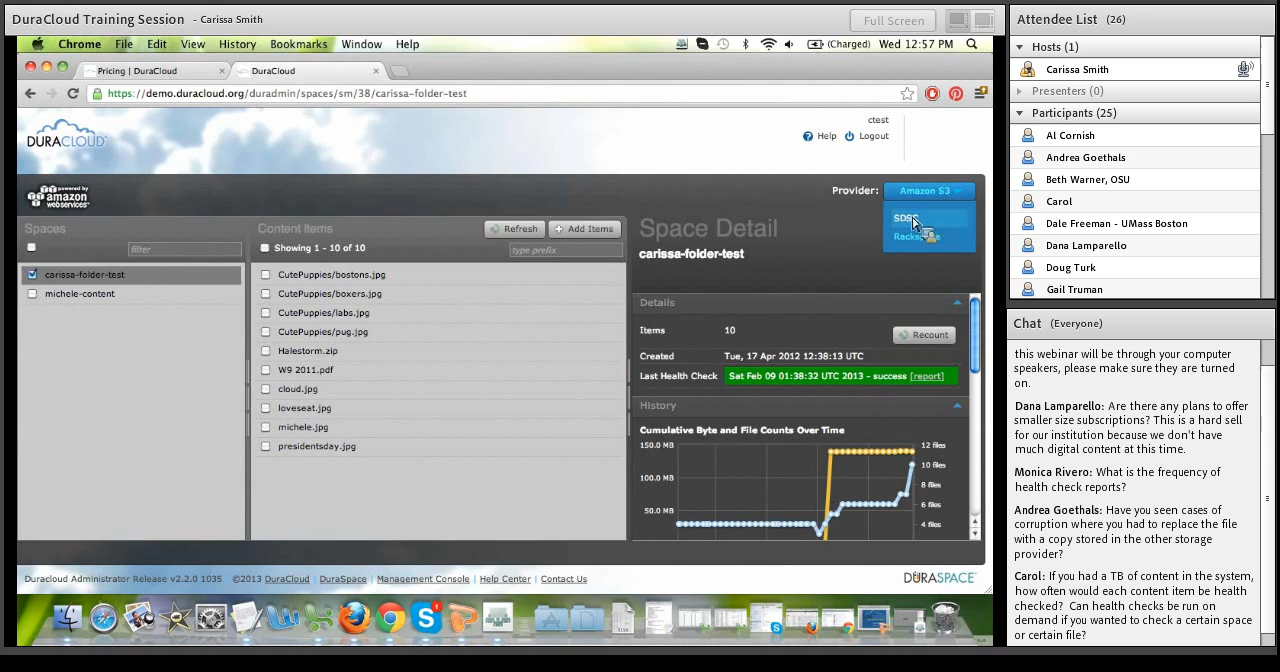 DuraCloud Training Session - Carissa Smith
Full Screen
Chrome File Edit View History Bookmarks Window Help
(Charged) Wed 12:57 PM
Pricing | DuraCloud
DuraCloud
https://demo.duracloud.org/duradmin/spaces/sm/38/carissa-folder-test
DURACLOUD
ctest
Help Logout
powered by
amazon
webservices
Provider: Amazon S3
SDSC
Spaces
filter
carissa-folder-test
michele-content
Content Items
Refresh
Add Items
Showing 1 - 10 of 10
type prefix
CutePuppies/bostons.jpg
CutePuppies/boxers.jpg
CutePuppies/labs.jpg
CutePuppies/pug.jpg
Halestorm.zip
W9 2011.pdf
cloud.jpg
loveseat.jpg
michele.jpg
presidentsday.jpg
Space Detail
carissa-folder-test
Details
Items 10
Recount
Created Tue, 17 Apr 2012 12:38:13 UTC
Last Health Check Sat Feb 09 01:38:32 UTC 2013 - success [report]
History
Cumulative Byte and File Counts Over Time
150.0 MB
100.0 MB
50.0 MB
12 files
10 files
8 files
6 files
4 files
Duracloud Administrator Release v2.2.0 1035 ©2013 DuraCloud | DuraSpace | Management Console | Help Center | Contact Us
DURASPACE
1
Attendee List (26)
Hosts (1)
Carissa Smith
Presenters (0)
Participants (25)
Al Cornish
Andrea Goethals
Beth Warner, OSU
Carol
Dale Freeman - UMass Boston
Dana Lamparello
Doug Turk
Gail Truman
Chat (Everyone)
this webinar will be through your computer
speakers, please make sure they are turned
on.
Dana Lamparello: Are there any plans to offer
smaller size subscriptions? This is a hard sell
for our institution because we don't have
much digital content at this time.
Monica Rivero: What is the frequency of
health check reports?
Andrea Goethals: Have you seen cases of
corruption where you had to replace the file
with a copy stored in the other storage
provider?
Carol: If you had a TB of content in the system,
how often would each content item be health
checked? Can health checks be run on
demand if you wanted to check a certain space
or certain file?